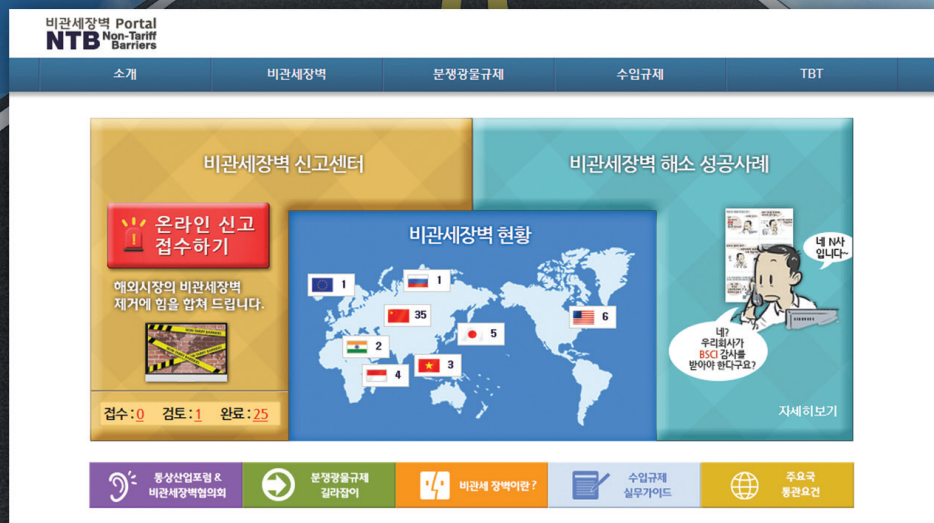 비관세장벽 Portal
NTB Non-Tariff
Barriers
소개 비관세장벽 분쟁광물규제 수입규제 TBT
비관세장벽 신고센터
온라인 신고
접수하기
해외시장의 비관세장벽
제거에 힘을 합쳐 드립니다.
접수 : 0 검토 : 1 완료 : 25
비관세장벽 현황
1
1
35
6
5
2
3
4
비관세장벽 해소 성공사례
네 N사
입니다~
네?
우리회사가
BSCI 감사를
받아야 한다구요?
자세히보기
통상산업포럼 &
비관세장벽협의회
분쟁광물규제
길라잡이
비관세 장벽이란?
수입규제
실무가이드
주요국
통관요건